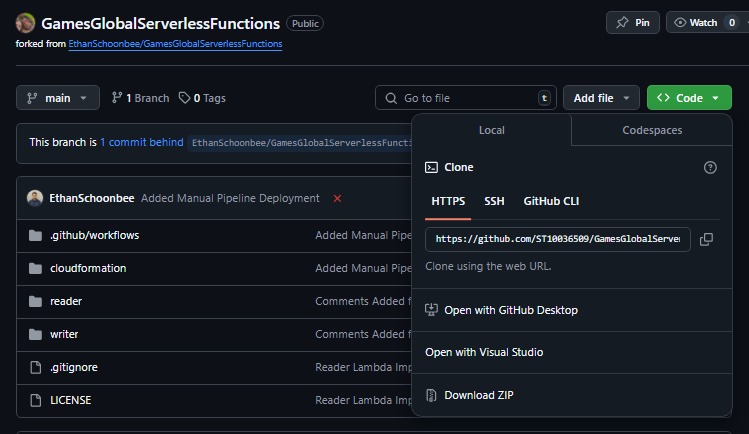 GamesGlobalServerlessFunctions Public
Pin
Watch 0
forked from EthanSchoonbee/GamesGlobalServerlessFunctions
main
1 Branch
0 Tags
Go to file t
Add file
Code
Local
Codespaces
This branch is 1 commit behind EthanSchoonbee/GamesGlobalServerlessFuncti
Clone
HTTPS
SSH
GitHub CLI
https://github.com/ST10036509/GamesGlobalServe
Clone using the web URL.
Open with GitHub Desktop
Open with Visual Studio
Download ZIP
EthanSchoonbee Added Manual Pipeline Deployment
.github/workflows Added Manual Pipe
cloudformation Added Manual Pipe
reader Comments Added f
writer Comments Added f
.gitignore Reader Lambda Imp
LICENSE Reader Lambda Imp